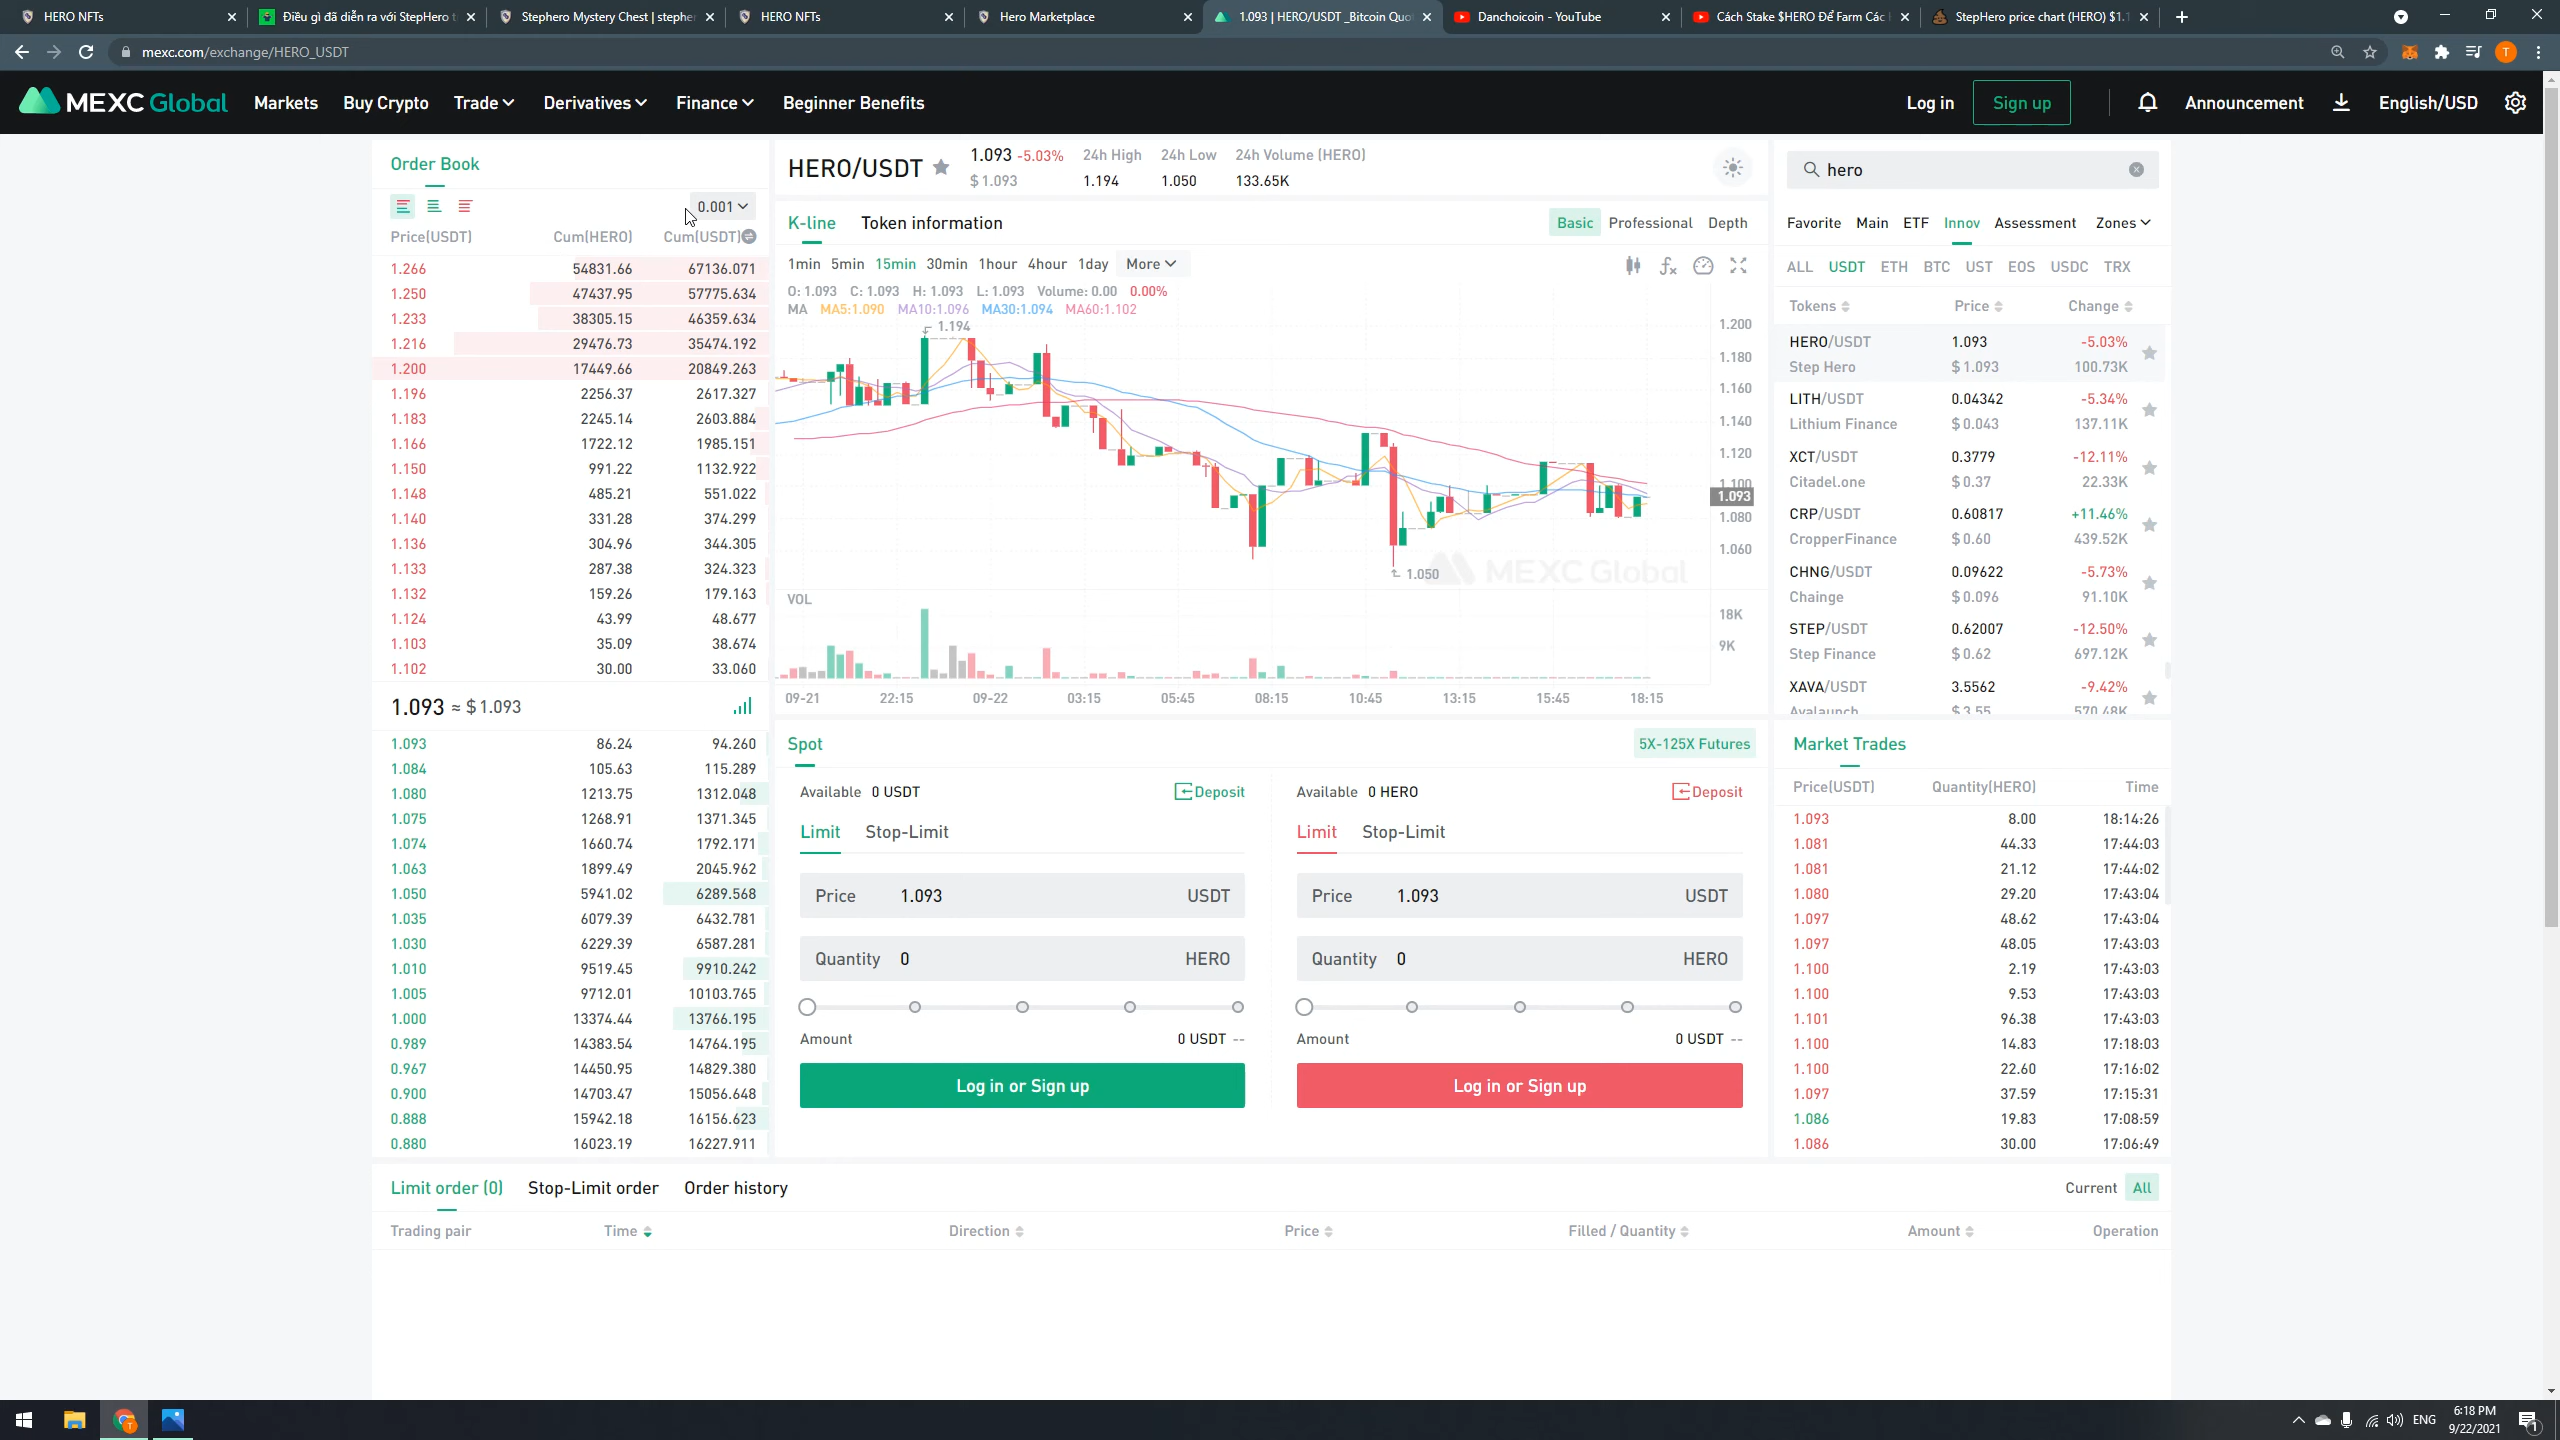 HERO NFTs
Điều gì đã diễn ra với StepHero t
Stephero Mystery Chest | stephe
HERO NFTs
Hero Marketplace
1.093 | HERO/USDT _Bitcoin Quo
Danchoicoin - YouTube
Cách Stake $HERO Để Farm Các
StepHero price chart (HERO) $1.1
mexc.com/exchange/HERO_USDT
T
MEXC Global
Markets
Buy Crypto
Trade
Derivatives
Finance
Beginner Benefits
Log in
Sign up
Announcement
English/USD
Order Book
0.001
Price(USDT) Cum(HERO) Cum(USDT)
1.266 54831.66 67136.071
1.250 47437.95 57775.634
1.233 38305.15 46359.634
1.216 29476.73 35474.192
1.200 17449.66 20849.263
1.196 2256.37 2617.327
1.183 2245.14 2603.884
1.166 1722.12 1985.151
1.150 991.22 1132.922
1.148 485.21 551.022
1.140 331.28 374.299
1.136 304.96 344.305
1.133 287.38 324.323
1.132 159.26 179.163
1.124 43.99 48.677
1.103 35.09 38.674
1.102 30.00 33.060
1.093 ≈ $1.093
1.093 86.24 94.260
1.084 105.63 115.289
1.080 1213.75 1312.048
1.075 1268.91 1371.345
1.074 1660.74 1792.171
1.063 1899.49 2045.962
1.050 5941.02 6289.568
1.035 6079.39 6432.781
1.030 6229.39 6587.281
1.010 9519.45 9910.242
1.005 9712.01 10103.765
1.000 13374.44 13766.195
0.989 14383.54 14764.195
0.967 14450.95 14829.380
0.900 14703.47 15056.648
0.888 15942.18 16156.623
0.880 16023.19 16227.911
HERO/USDT
1.093 -5.03% 24h High 24h Low 24h Volume (HERO)
$1.093 1.194 1.050 133.65K
K-line Token information
Basic Professional Depth
1min 5min 15min 30min 1hour 4hour 1day More
O: 1.093 C: 1.093 H: 1.093 L: 1.093 Volume: 0.00 0.00%
MA MA5:1.090 MA10:1.096 MA30:1.094 MA60:1.102
1.194
1.200
1.180
1.160
1.140
1.120
1.100
1.093
1.080
1.060
1.050
MEXC Global
VOL
18K
9K
09-21 22:15 09-22 03:15 05:45 08:15 10:45 13:15 15:45 18:15
Spot
5X-125X Futures
Available 0 USDT Deposit
Limit Stop-Limit
Price 1.093 USDT
Quantity 0 HERO
Amount 0 USDT --
Log in or Sign up
Available 0 HERO Deposit
Limit Stop-Limit
Price 1.093 USDT
Quantity 0 HERO
Amount 0 USDT --
Log in or Sign up
hero
Favorite Main ETF Innov Assessment Zones
ALL USDT ETH BTC UST EOS USDC TRX
Tokens Price Change
HERO/USDT 1.093 -5.03%
Step Hero $1.093 100.73K
LITH/USDT 0.04342 -5.34%
Lithium Finance $0.043 137.11K
XCT/USDT 0.3779 -12.11%
Citadel.one $0.37 22.33K
CRP/USDT 0.60817 +11.46%
CropperFinance $0.60 439.52K
CHNG/USDT 0.09622 -5.73%
Chainge $0.096 91.10K
STEP/USDT 0.62007 -12.50%
Step Finance $0.62 697.12K
XAVA/USDT 3.5562 -9.42%
Avalaunch $3.55 570.48K
Market Trades
Price(USDT) Quantity(HERO) Time
1.093 8.00 18:14:26
1.081 44.33 17:44:03
1.081 21.12 17:44:02
1.080 29.20 17:43:04
1.097 48.62 17:43:04
1.097 48.05 17:43:03
1.100 2.19 17:43:03
1.100 9.53 17:43:03
1.101 96.38 17:43:03
1.100 14.83 17:18:03
1.100 22.60 17:16:02
1.097 37.59 17:15:31
1.086 19.83 17:08:59
1.086 30.00 17:06:49
Limit order (0) Stop-Limit order Order history
Current All
Trading pair Time Direction Price Filled / Quantity Amount Operation
ENG
6:18 PM
9/22/2021
1